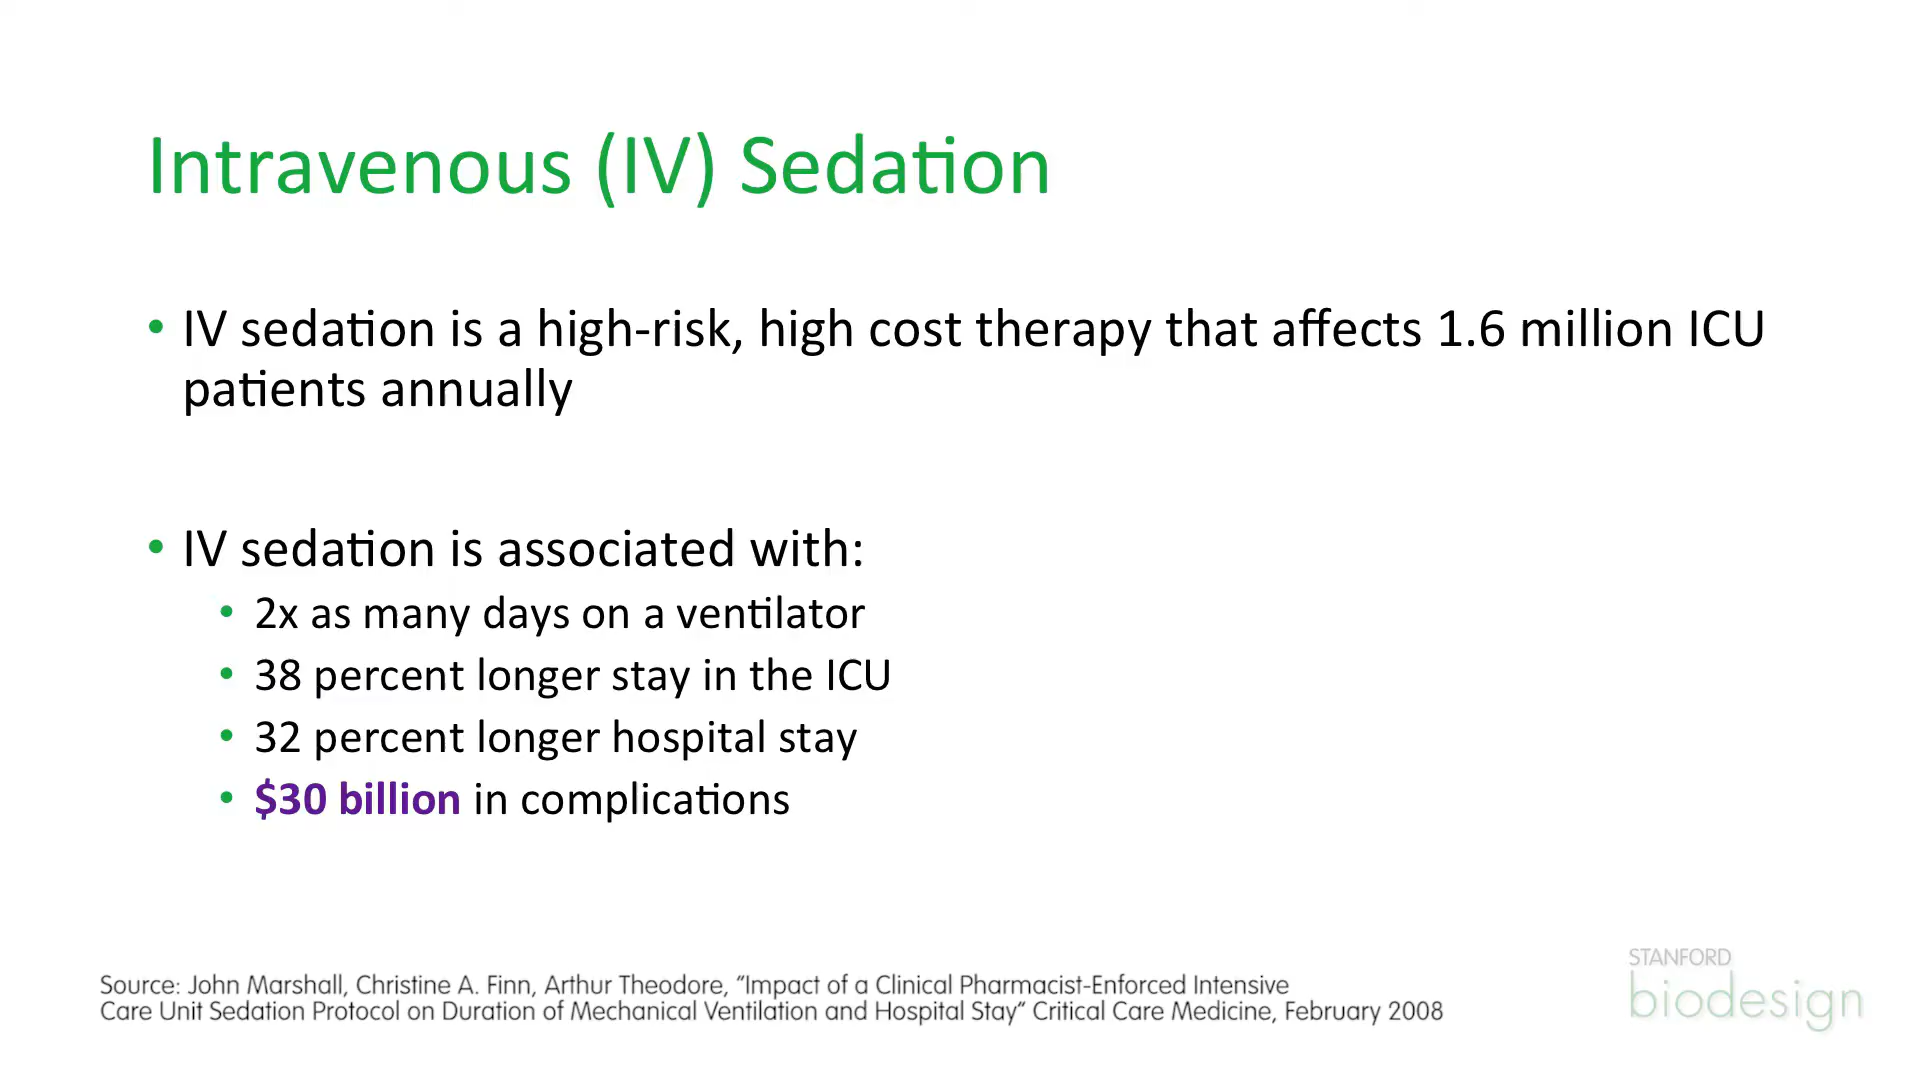 Intravenous (IV) Sedation
• IV sedation is a high-risk, high cost therapy that affects 1.6 million ICU
patients annually
• IV sedation is associated with:
• 2x as many days on a ventilator
• 38 percent longer stay in the ICU
• 32 percent longer hospital stay
• $30 billion in complications
Source: John Marshall, Christine A. Finn, Arthur Theodore, “Impact of a Clinical Pharmacist-Enforced Intensive
Care Unit Sedation Protocol on Duration of Mechanical Ventilation and Hospital Stay” Critical Care Medicine, February 2008
STANFORD
biodesign